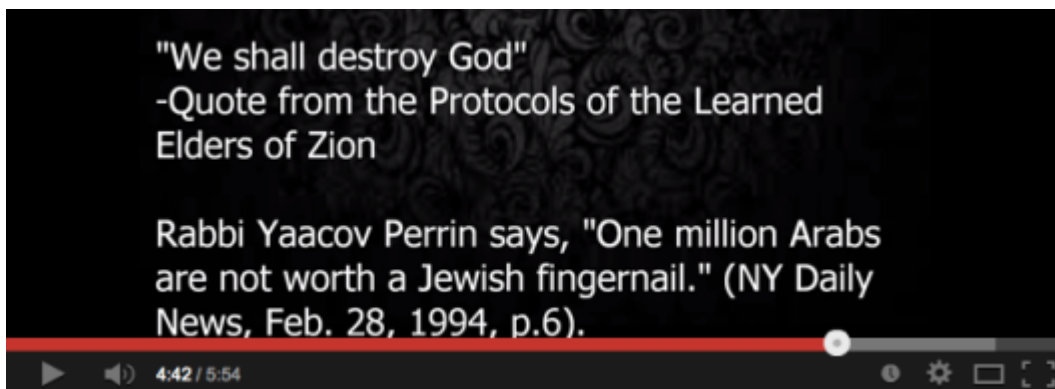 "We shall destroy God"
-Quote from the Protocols of the Learned
Elders of Zion
Rabbi Yaacov Perrin says, "One million Arabs
are not worth a Jewish fingernail." (NY Daily
News, Feb. 28, 1994, p.6).
4:42 / 5:54